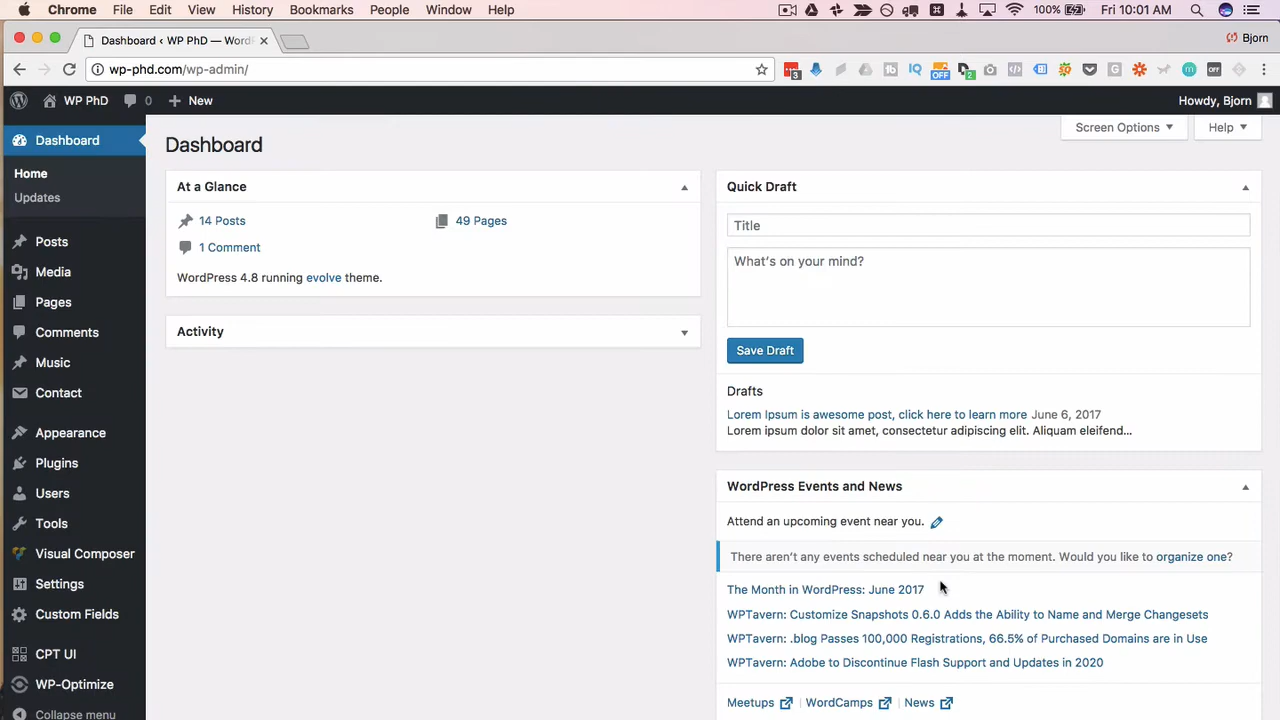 Chrome File Edit View History Bookmarks People Window Help 100% Fri 10:01 AM
Dashboard ‹ WP PhD — Word Bjorn
wp-phd.com/wp-admin/
WP PhD 0 New Howdy, Bjorn
Dashboard
Home
Updates
Posts
Media
Pages
Comments
Music
Contact
Appearance
Plugins
Users
Tools
Visual Composer
Settings
Custom Fields
CPT UI
WP-Optimize
Collapse menu
Screen Options Help
Dashboard
At a Glance
14 Posts 49 Pages
1 Comment
WordPress 4.8 running evolve theme.
Activity
Quick Draft
Title
What's on your mind?
Save Draft
Drafts
Lorem Ipsum is awesome post, click here to learn more June 6, 2017
Lorem ipsum dolor sit amet, consectetur adipiscing elit. Aliquam eleifend…
WordPress Events and News
Attend an upcoming event near you.
There aren't any events scheduled near you at the moment. Would you like to organize one?
The Month in WordPress: June 2017
WPTavern: Customize Snapshots 0.6.0 Adds the Ability to Name and Merge Changesets
WPTavern: .blog Passes 100,000 Registrations, 66.5% of Purchased Domains are in Use
WPTavern: Adobe to Discontinue Flash Support and Updates in 2020
Meetups | WordCamps | News